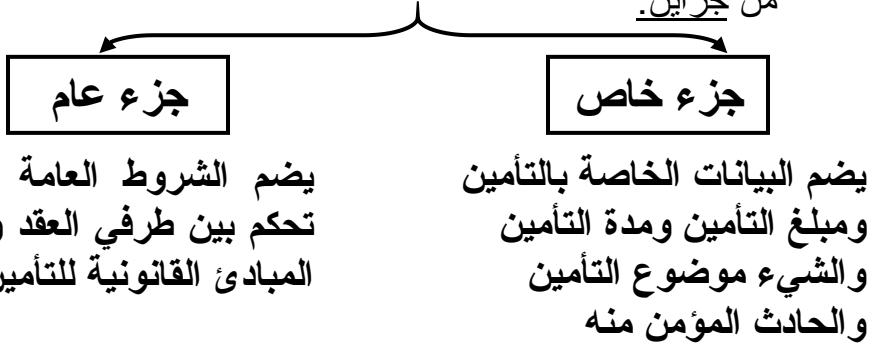 من جزأين.
جزء خاص
يضم البيانات الخاصة بالتأمين
ومبلغ التأمين ومدة التأمين
والشيء موضوع التأمين
والحادث المؤمن منه
جزء عام
يضم الشروط العامة
تحكم بين طرفي العقد و
المبادئ القانونية للتأمين